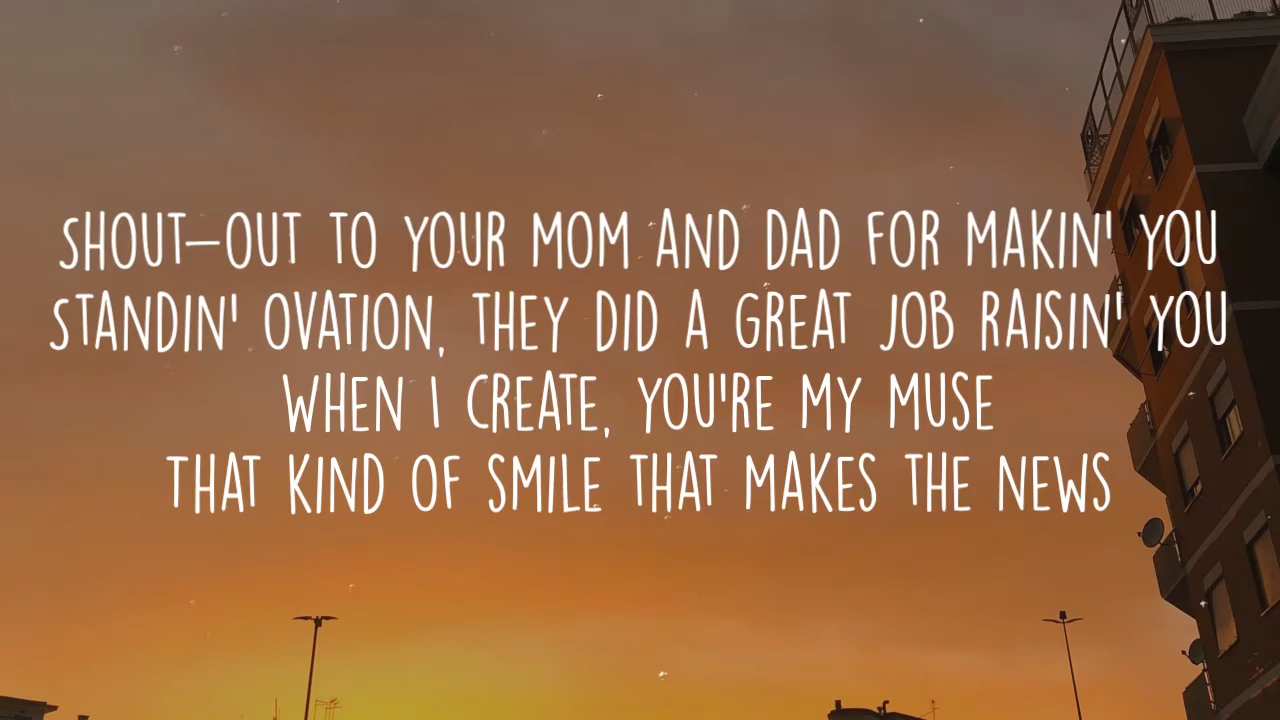 SHOUT-OUT TO YOUR MOM AND DAD FOR MAKIN' YOU
STANDIN' OVATION, THEY DID A GREAT JOB RAISIN' YOU
WHEN I CREATE, YOU'RE MY MUSE
THAT KIND OF SMILE THAT MAKES THE NEWS